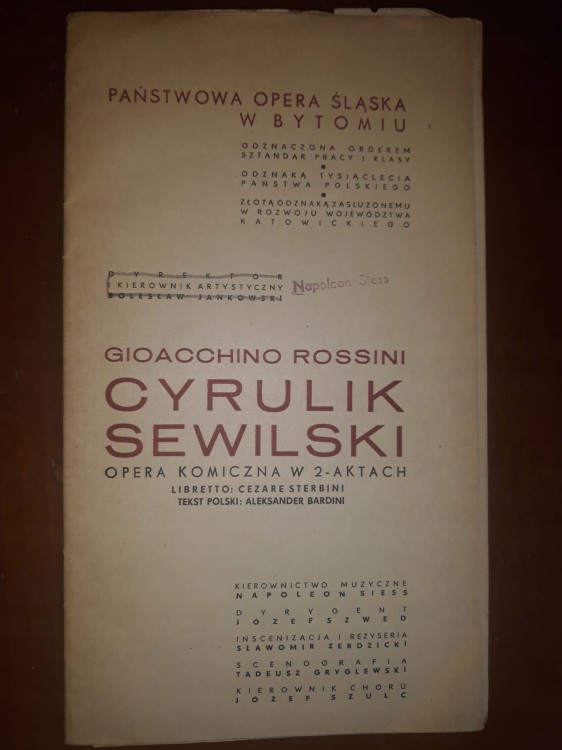 PAŃSTWOWA OPERA ŚLĄSKA
W BYTOMIU
ODZNACZONA ORDEREM
SZTANDAR PRACY I KLASY
ODZNAKĄ TYSIĄCLECIA
PAŃSTWA POLSKIEGO
ZŁOTĄ ODZNAKĄ ZASŁUŻONEMU
W ROZWOJU WOJEWÓDZTWA
KATOWICKIEGO
DYREKTOR
I KIEROWNIK ARTYSTYCZNY
BOLESŁAW JANKOWSKI
Napoleon Siess
GIOACCHINO ROSSINI
CYRULIK
SEWILSKI
OPERA KOMICZNA W 2-AKTACH
LIBRETTO: CEZARE STERBINI
TEKST POLSKI: ALEKSANDER BARDINI
KIEROWNICTWO MUZYCZNE
NAPOLEON SIESS
DYRYGENT
JÓZEF SZWED
INSCENIZACJA I REŻYSERIA
SŁAWOMIR ŻERDZICKI
SCENOGRAFIA
TADEUSZ GRYGLEWSKI
KIEROWNIK CHÓRU
JÓZEF SZULC